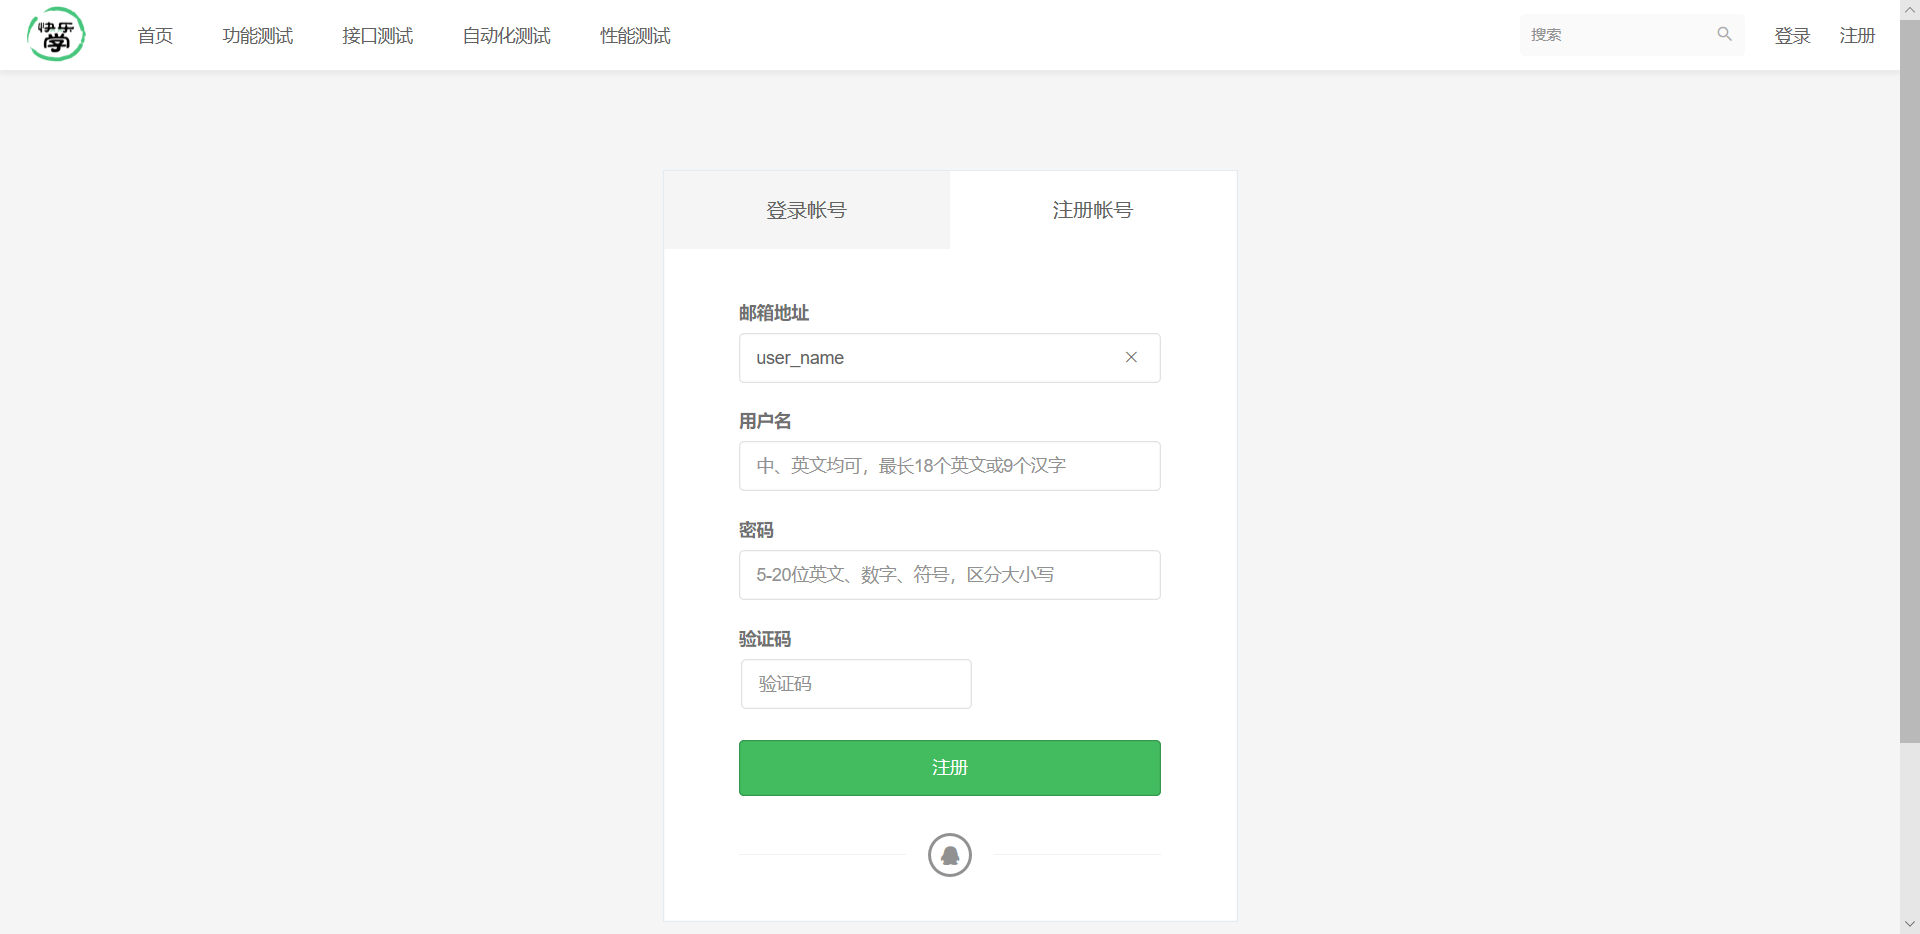 快乐
学
首页 功能测试 接口测试 自动化测试 性能测试 搜索 登录 注册
登录帐号 注册帐号
邮箱地址
user_name
用户名
中、英文均可，最长18个英文或9个汉字
密码
5-20位英文、数字、符号，区分大小写
验证码
验证码
注册